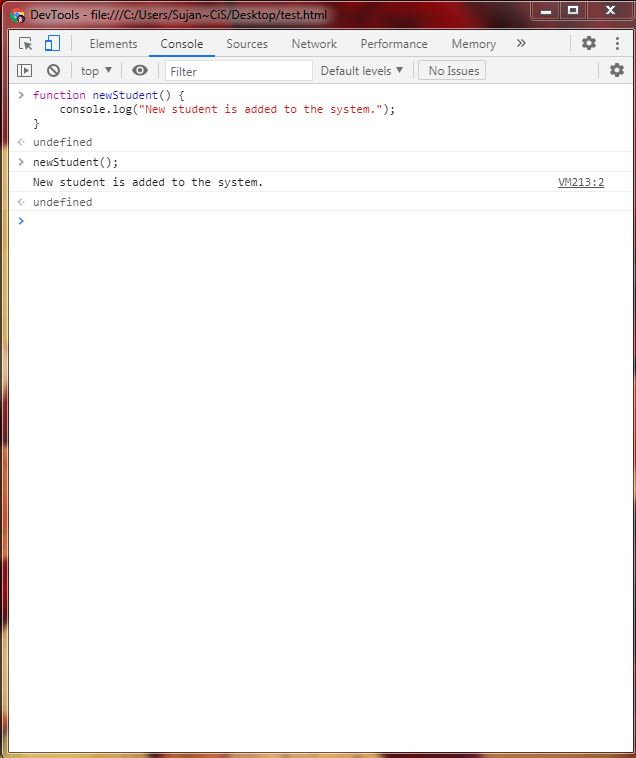 DevTools - file:///C:/Users/Sujan~CiS/Desktop/test.html
Elements Console Sources Network Performance Memory »
top ▼ Filter Default levels ▼ No Issues
> function newStudent() {
    console.log("New student is added to the system.");
}
undefined
> newStudent();
New student is added to the system. VM213:2
undefined
>